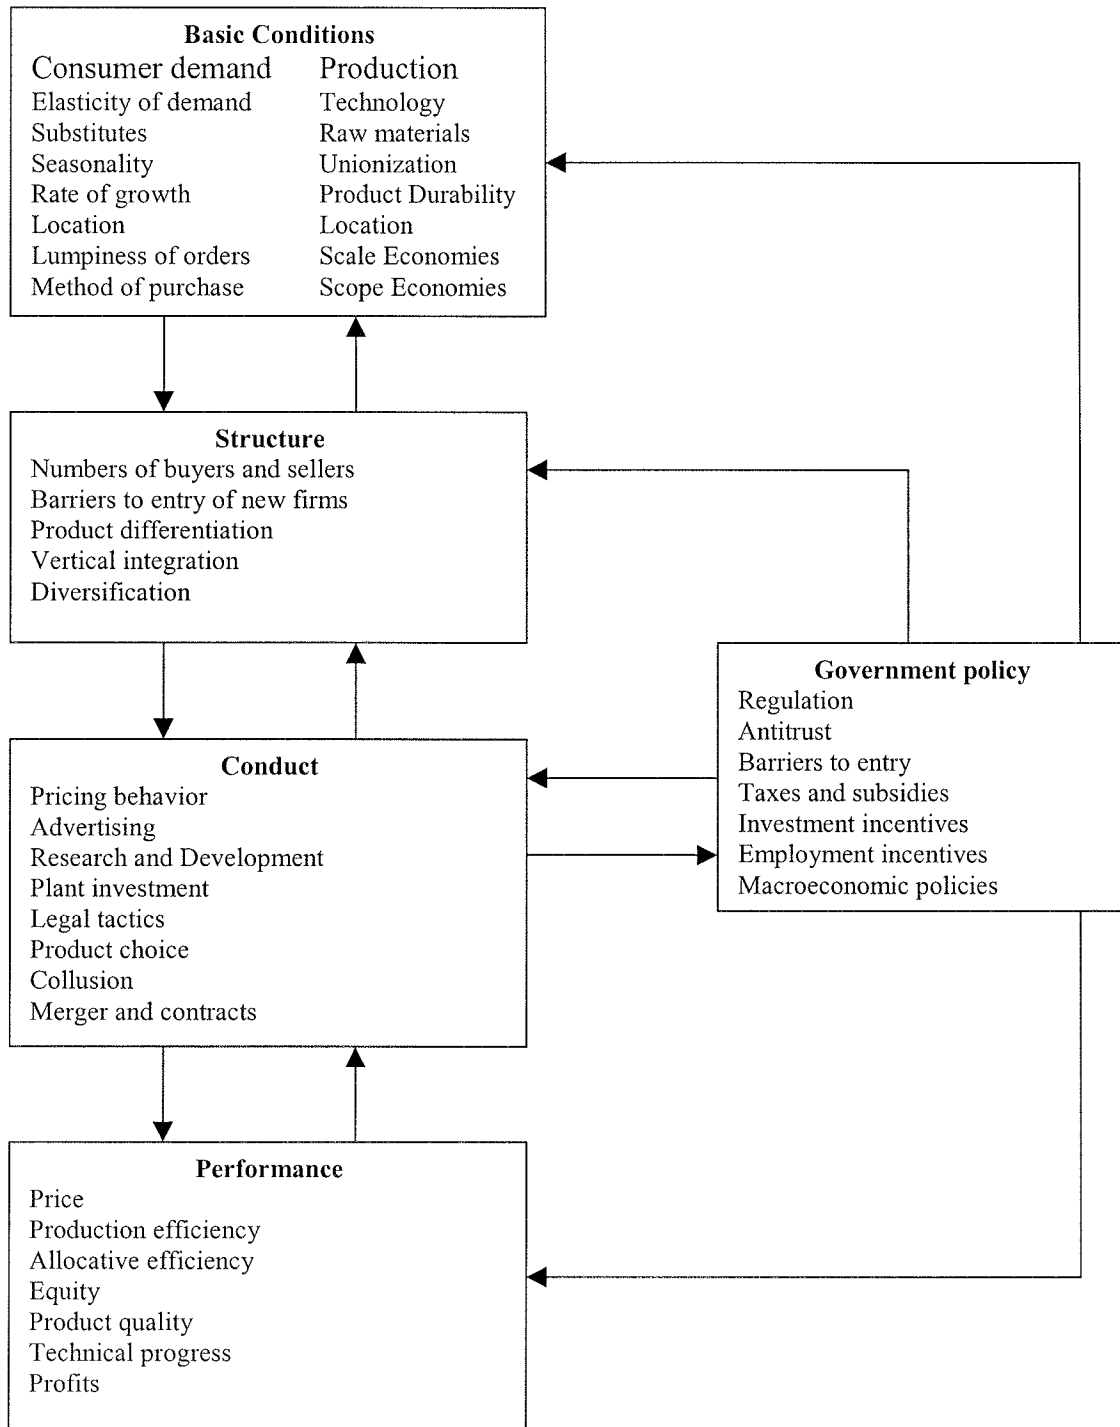 Basic Conditions
Consumer demand Production
Elasticity of demand Technology
Substitutes Raw materials
Seasonality Unionization
Rate of growth Product Durability
Location Location
Lumpiness of orders Scale Economies
Method of purchase Scope Economies
Structure
Numbers of buyers and sellers
Barriers to entry of new firms
Product differentiation
Vertical integration
Diversification
Government policy
Regulation
Antitrust
Barriers to entry
Taxes and subsidies
Investment incentives
Employment incentives
Macroeconomic policies
Conduct
Pricing behavior
Advertising
Research and Development
Plant investment
Legal tactics
Product choice
Collusion
Merger and contracts
Performance
Price
Production efficiency
Allocative efficiency
Equity
Product quality
Technical progress
Profits